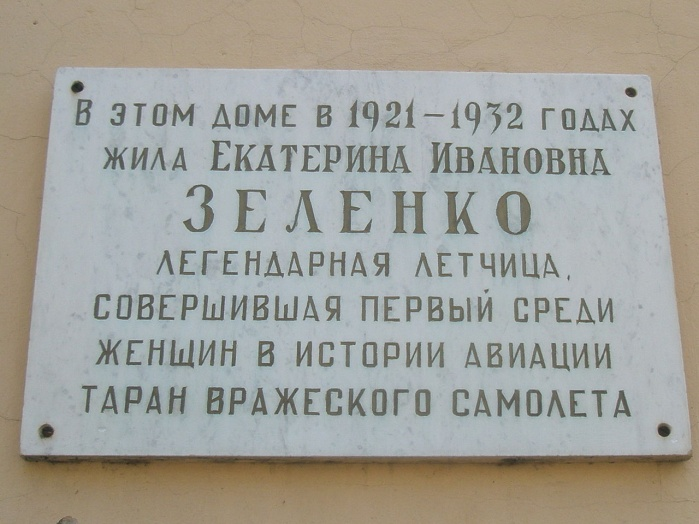 В ЭТОМ ДОМЕ В 1921-1932 ГОДАХ
ЖИЛА ЕКАТЕРИНА ИВАНОВНА
ЗЕЛЕНКО
ЛЕГЕНДАРНАЯ ЛЕТЧИЦА,
СОВЕРШИВШАЯ ПЕРВЫЙ СРЕДИ
ЖЕНЩИН В ИСТОРИИ АВИАЦИИ
ТАРАН ВРАЖЕСКОГО САМОЛЕТА